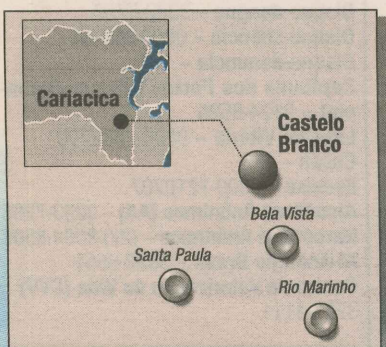 Cariacica
Castelo
Branco
Bela Vista
Santa Paula
Rio Marinho